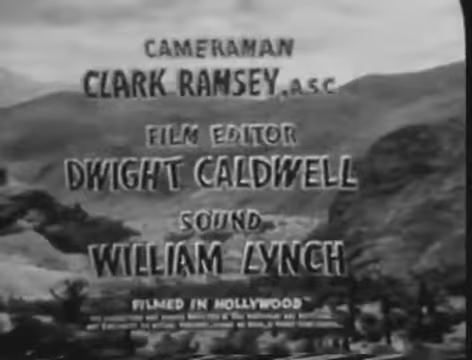 CAMERAMAN
CLARK RAMSEY, A.S.C.
FILM EDITOR
DWIGHT CALDWELL
SOUND
WILLIAM LYNCH
FILMED IN HOLLYWOOD